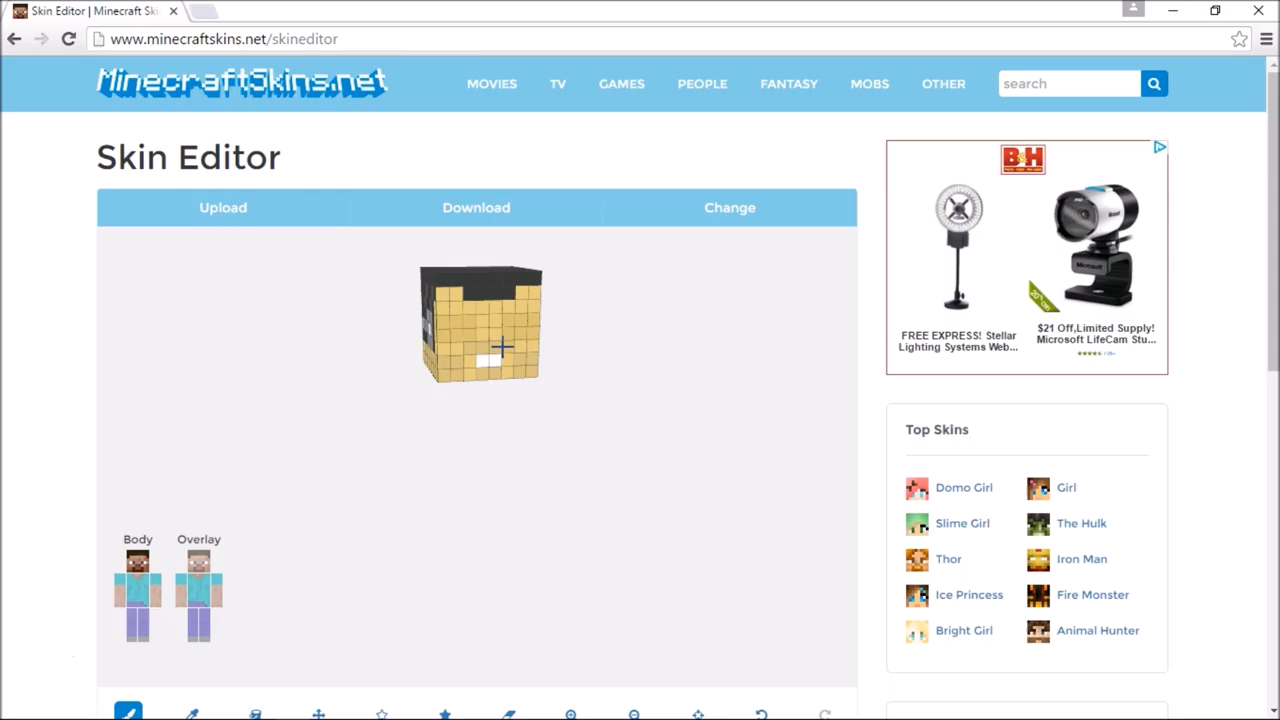 Skin Editor | Minecraft Ski
www.minecraftskins.net/skineditor
MinecraftSkins.net
MOVIES TV GAMES PEOPLE FANTASY MOBS OTHER search
Skin Editor
Upload Download Change
B&H
20% OFF
FREE EXPRESS! Stellar Lighting Systems Web...
$21 Off,Limited Supply! Microsoft LifeCam Stu...
Top Skins
Domo Girl Girl
Slime Girl The Hulk
Thor Iron Man
Ice Princess Fire Monster
Bright Girl Animal Hunter
Body Overlay